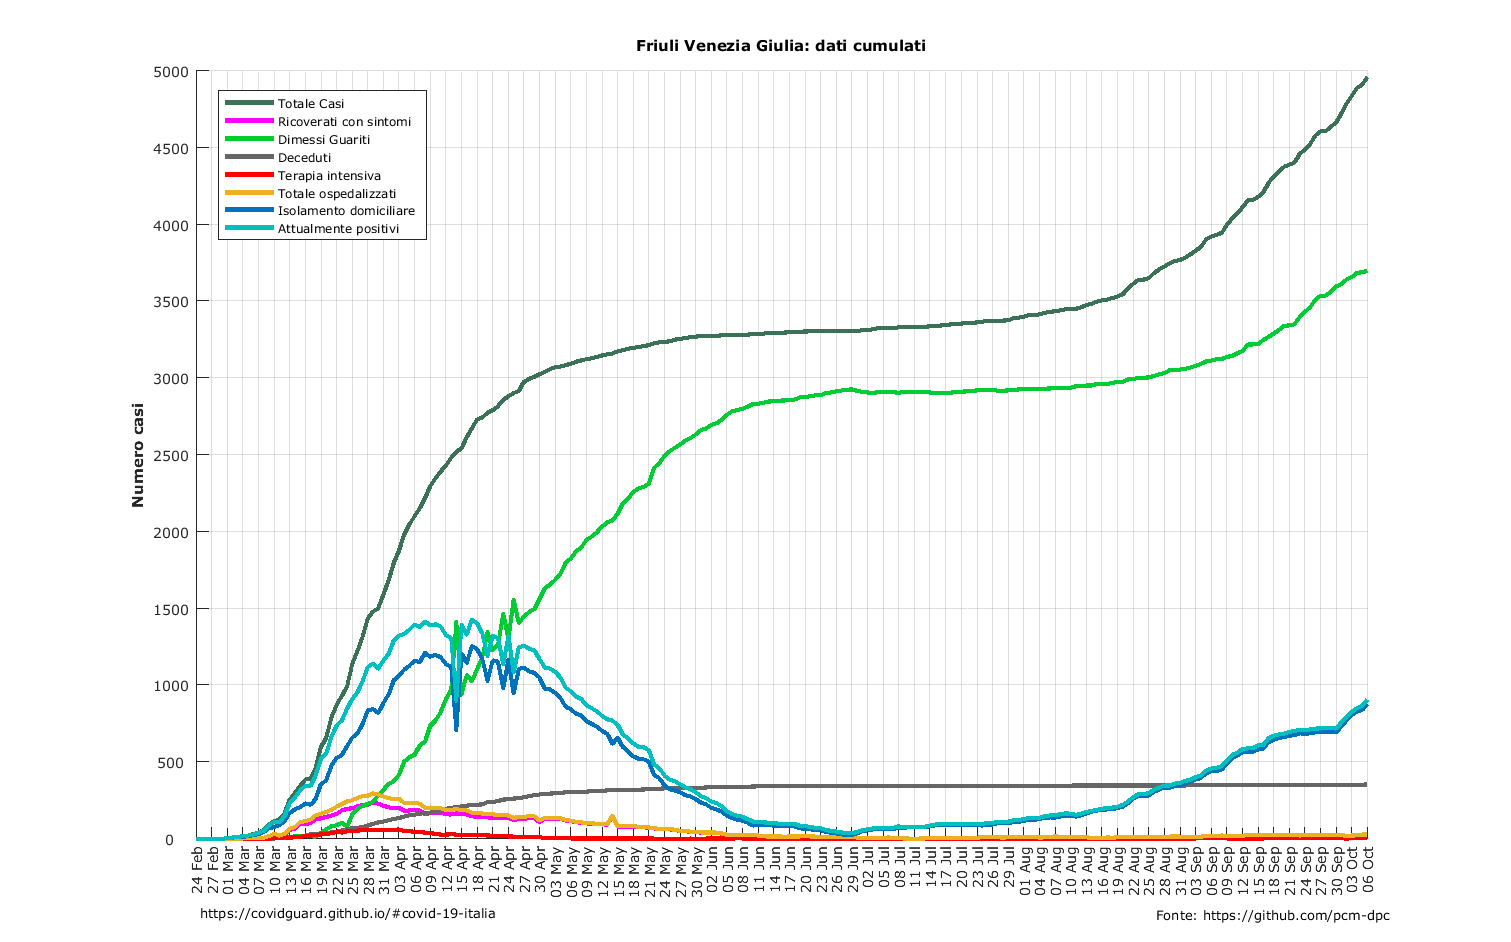 Friuli Venezia Giulia: dati cumulati
Numero casi
5000
4500
4000
3500
3000
2500
2000
1500
1000
500
0
Totale Casi
Ricoverati con sintomi
Dimessi Guariti
Deceduti
Terapia intensiva
Totale ospedalizzati
Isolamento domiciliare
Attualmente positivi
24 Feb
27 Feb
01 Mar
04 Mar
07 Mar
10 Mar
13 Mar
16 Mar
19 Mar
22 Mar
25 Mar
28 Mar
31 Mar
03 Apr
06 Apr
09 Apr
12 Apr
15 Apr
18 Apr
21 Apr
24 Apr
27 Apr
30 Apr
03 May
06 May
09 May
12 May
15 May
18 May
21 May
24 May
27 May
30 May
02 Jun
05 Jun
08 Jun
11 Jun
14 Jun
17 Jun
20 Jun
23 Jun
26 Jun
29 Jun
02 Jul
05 Jul
08 Jul
11 Jul
14 Jul
17 Jul
20 Jul
23 Jul
26 Jul
29 Jul
01 Aug
04 Aug
07 Aug
10 Aug
13 Aug
16 Aug
19 Aug
22 Aug
25 Aug
28 Aug
31 Aug
03 Sep
06 Sep
09 Sep
12 Sep
15 Sep
18 Sep
21 Sep
24 Sep
27 Sep
30 Sep
03 Oct
06 Oct
https://covidguard.github.io/#covid-19-italia
Fonte: https://github.com/pcm-dpc